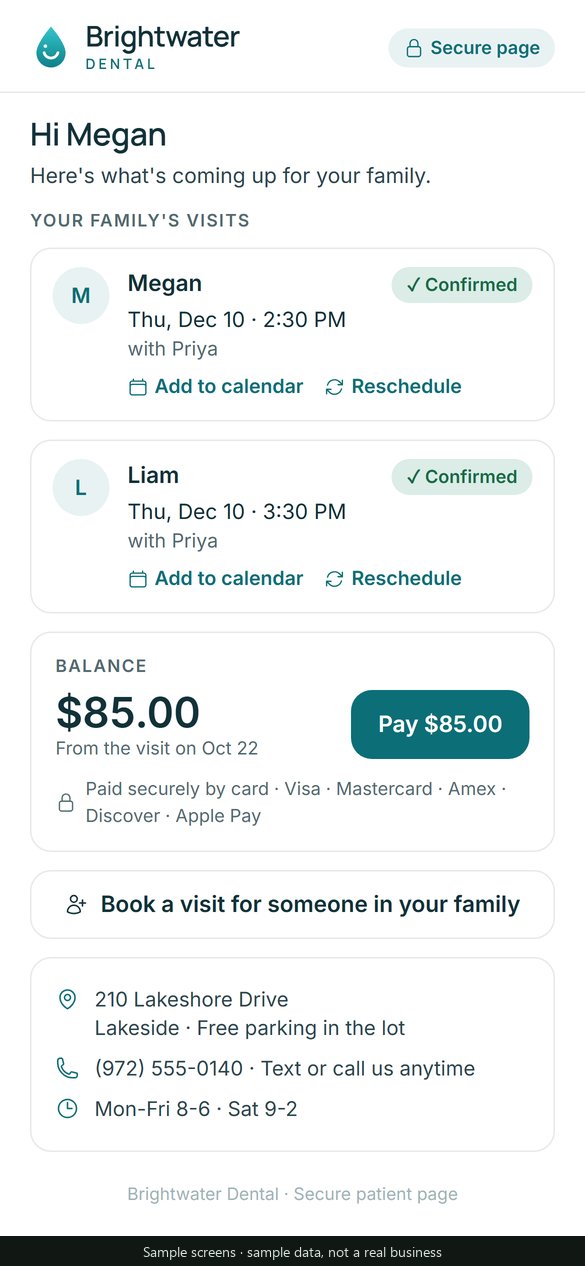 Brightwater
DENTAL
Secure page
Hi Megan
Here's what's coming up for your family.
YOUR FAMILY'S VISITS
M
Megan
✓ Confirmed
Thu, Dec 10 · 2:30 PM
with Priya
Add to calendar
Reschedule
L
Liam
✓ Confirmed
Thu, Dec 10 · 3:30 PM
with Priya
Add to calendar
Reschedule
BALANCE
$85.00
Pay $85.00
From the visit on Oct 22
Paid securely by card · Visa · Mastercard · Amex ·
Discover · Apple Pay
Book a visit for someone in your family
210 Lakeshore Drive
Lakeside · Free parking in the lot
(972) 555-0140 · Text or call us anytime
Mon-Fri 8-6 · Sat 9-2
Brightwater Dental · Secure patient page
Sample screens · sample data, not a real business